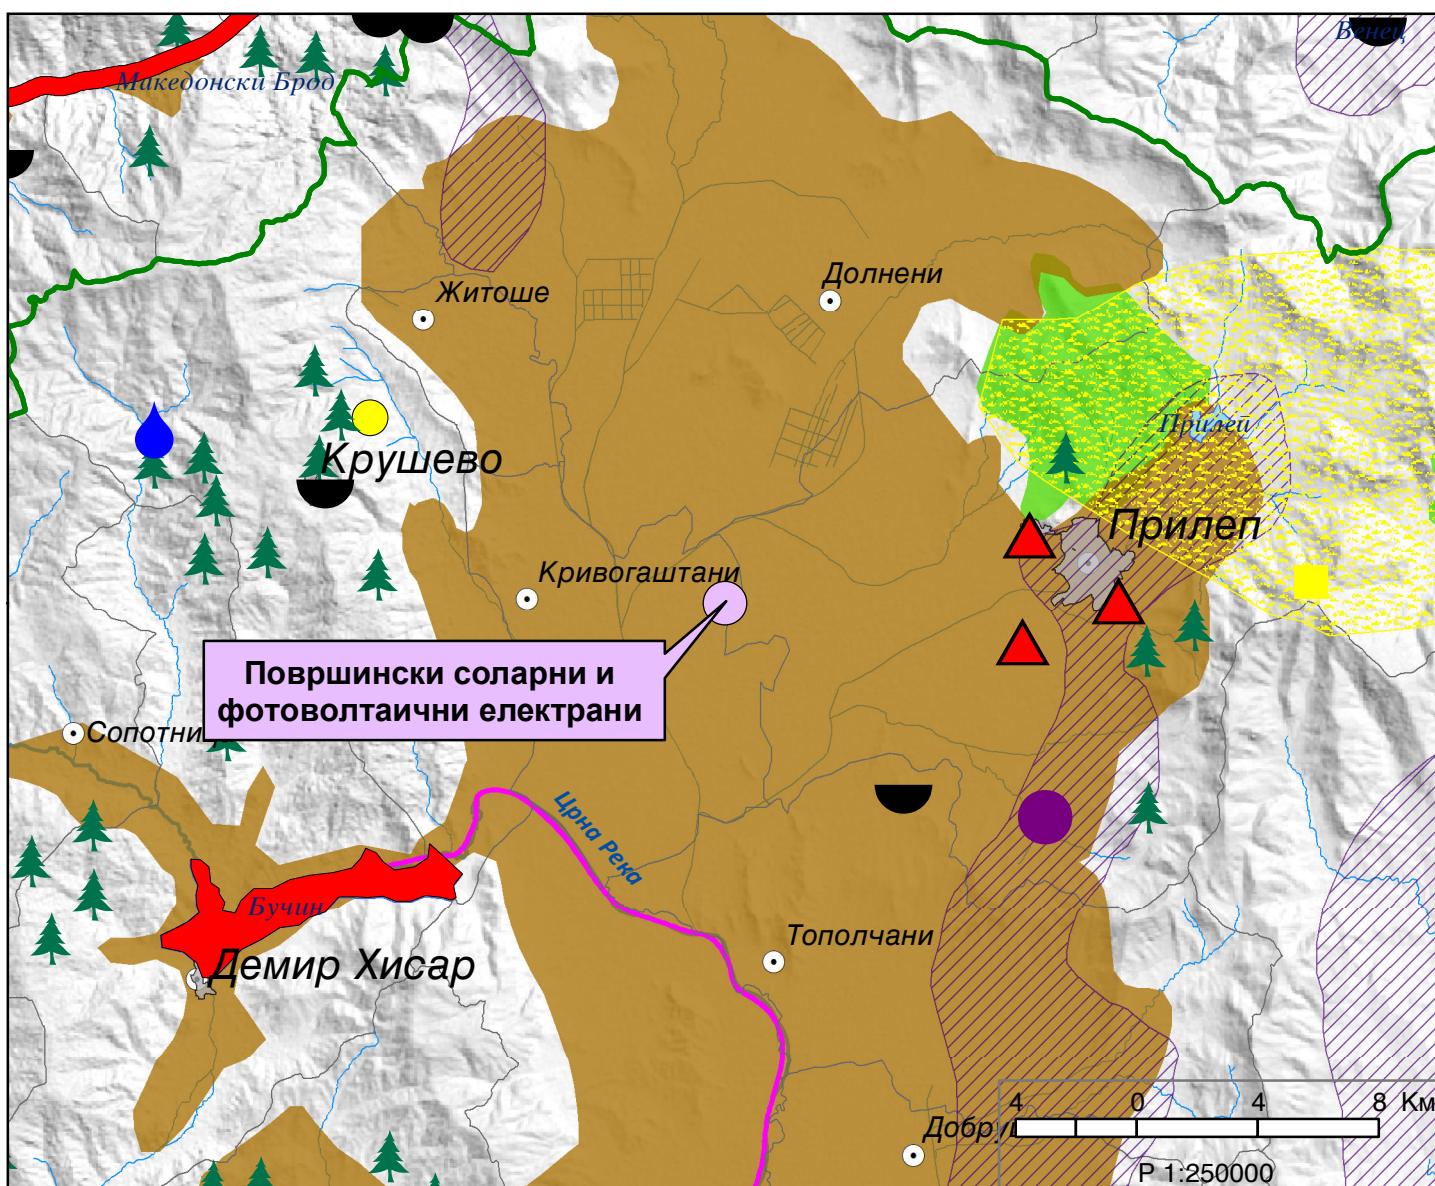 Венец
Македонски Брод
Долнени
Житоше
Прилеп
Крушево
Прилеп
Кривогаштани
Површински соларни и
фотоволтаични електрани
Црна Река
Бучин
Тополчани
Демир Хисар
4 0 4 8 Км
Р 1:250000